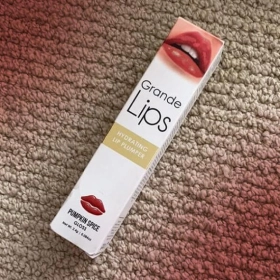 Grande
Lips
HYDRATING
LIP PLUMPER
PUMPKIN SPICE
GLOSS